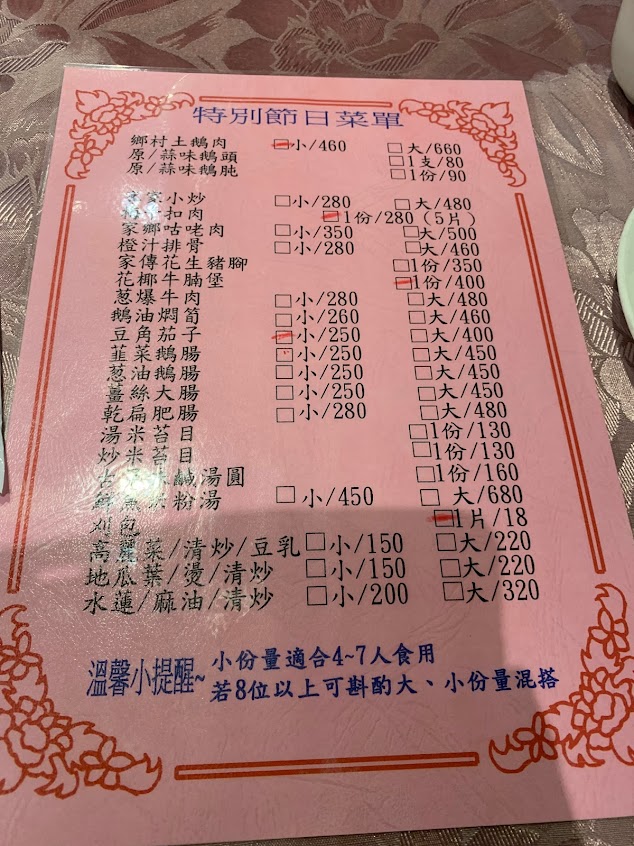 特別節日菜單
鄉村土鵝肉 □小/460 □大/660
原/蒜味鵝頭 □1支/80
原/蒜味鵝肫 □1份/90
小炒 □小/280 □大/480
扣肉 □1份/280（5片）
家鄉咕咾肉 □小/350 □大/500
橙汁排骨 □小/280 □大/460
家傳花生豬腳 □1份/350
花椰牛腩煲 □1份/400
蔥爆牛肉 □小/280 □大/480
鵝油燜筍 □小/260 □大/460
豆角茄子 □小/250 □大/400
韮菜鵝腸 □小/250 □大/450
蔥油鵝腸 □小/250 □大/450
薑絲大腸 □小/250 □大/450
乾扁肥腸 □小/280 □大/480
湯米苔目 □1份/130
炒米苔目 □1份/130
鹹湯圓 □1份/160
粉湯 □小/450 □大/680
刈包 □1片/18
高麗菜/清炒/豆乳 □小/150 □大/220
地瓜葉/燙/清炒 □小/150 □大/220
水蓮/麻油/清炒 □小/200 □大/320
溫馨小提醒~ 小份量適合4~7人食用
若8位以上可斟酌大、小份量混搭